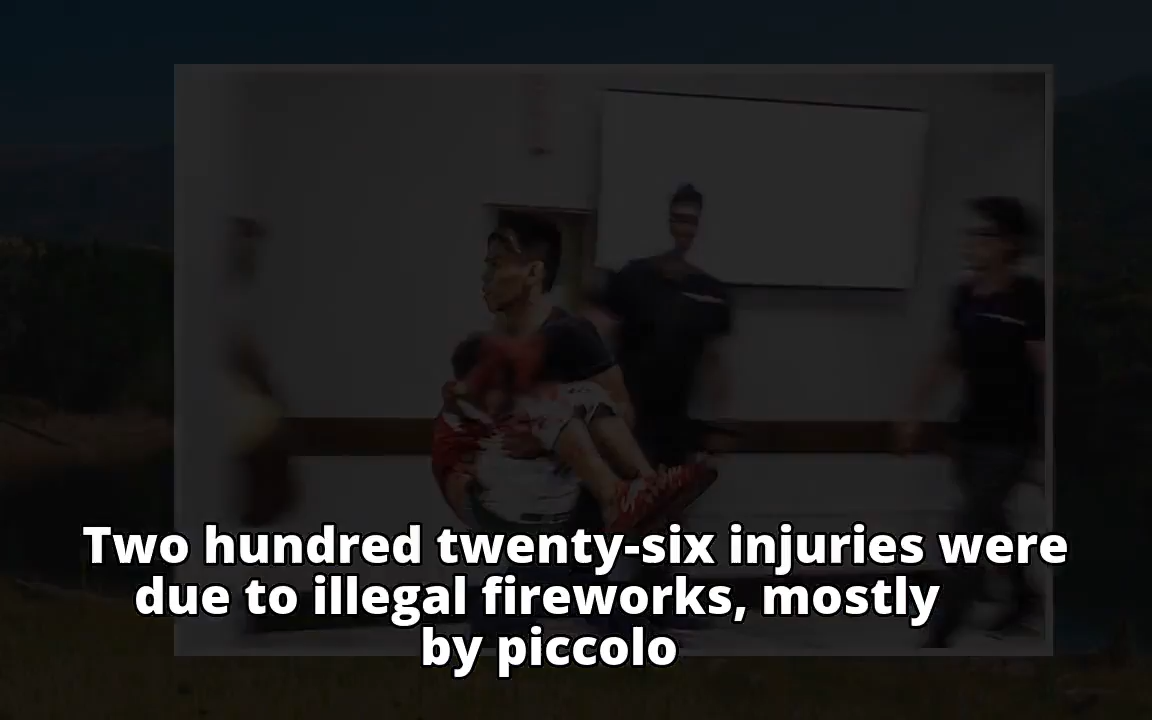 Two hundred twenty-six injuries were
due to illegal fireworks, mostly
by piccolo